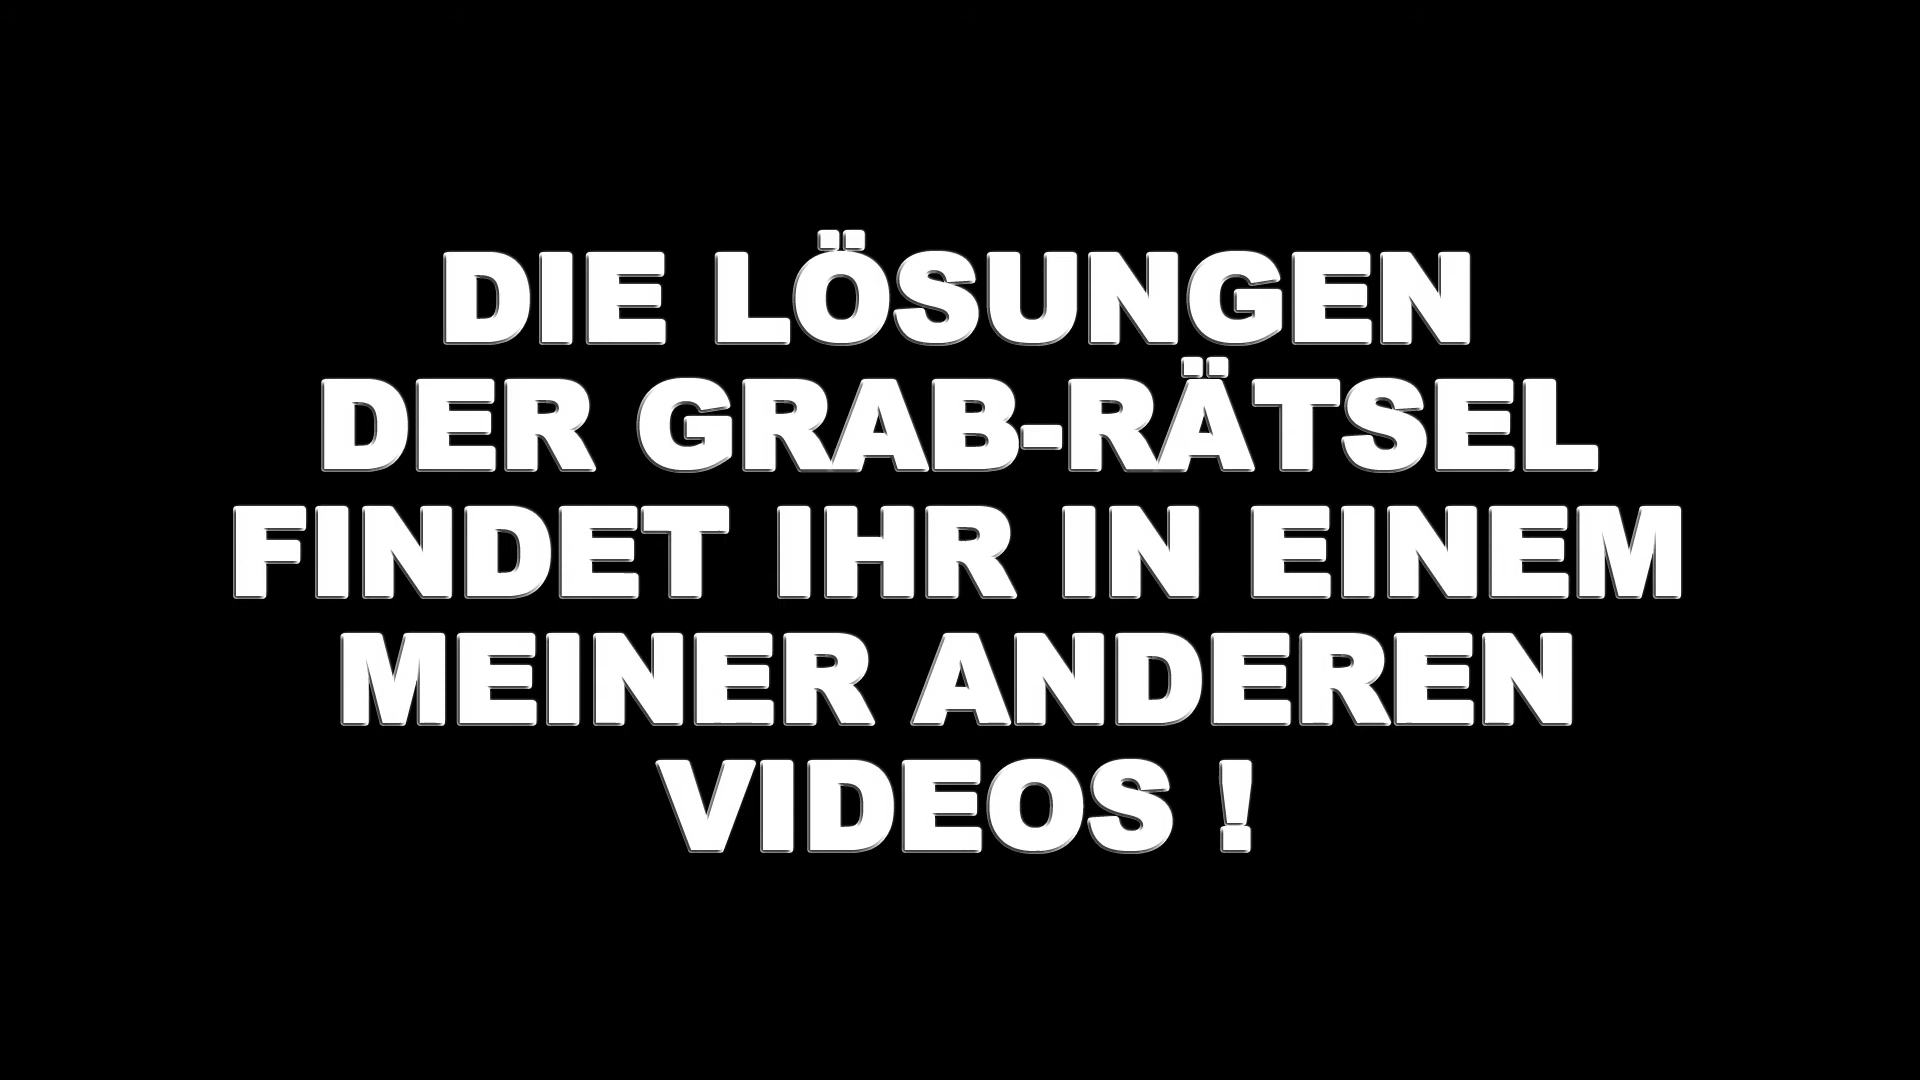 DIE LÖSUNGEN
DER GRAB-RÄTSEL
FINDET IHR IN EINEM
MEINER ANDEREN
VIDEOS !